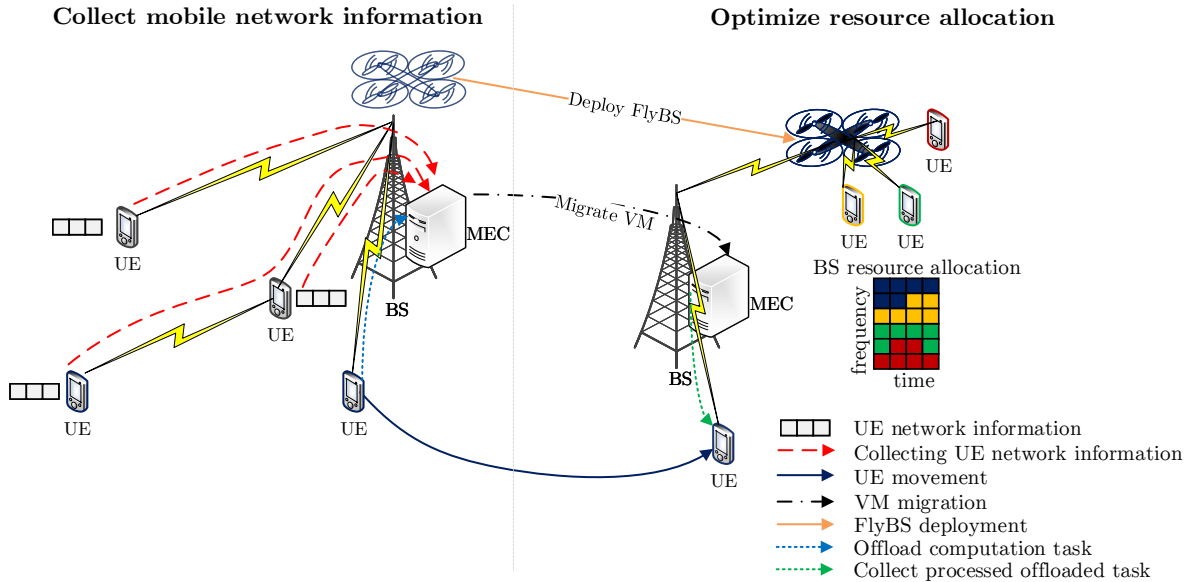 Collect mobile network information
Optimize resource allocation
Deploy FlyBS
UE
Migrate VM
UE
UE
MEC
UE
BS resource allocation
UE
MEC
BS
frequency
BS
time
UE
UE
UE
UE network information
Collecting UE network information
UE movement
VM migration
FlyBS deployment
Offload computation task
Collect processed offloaded task